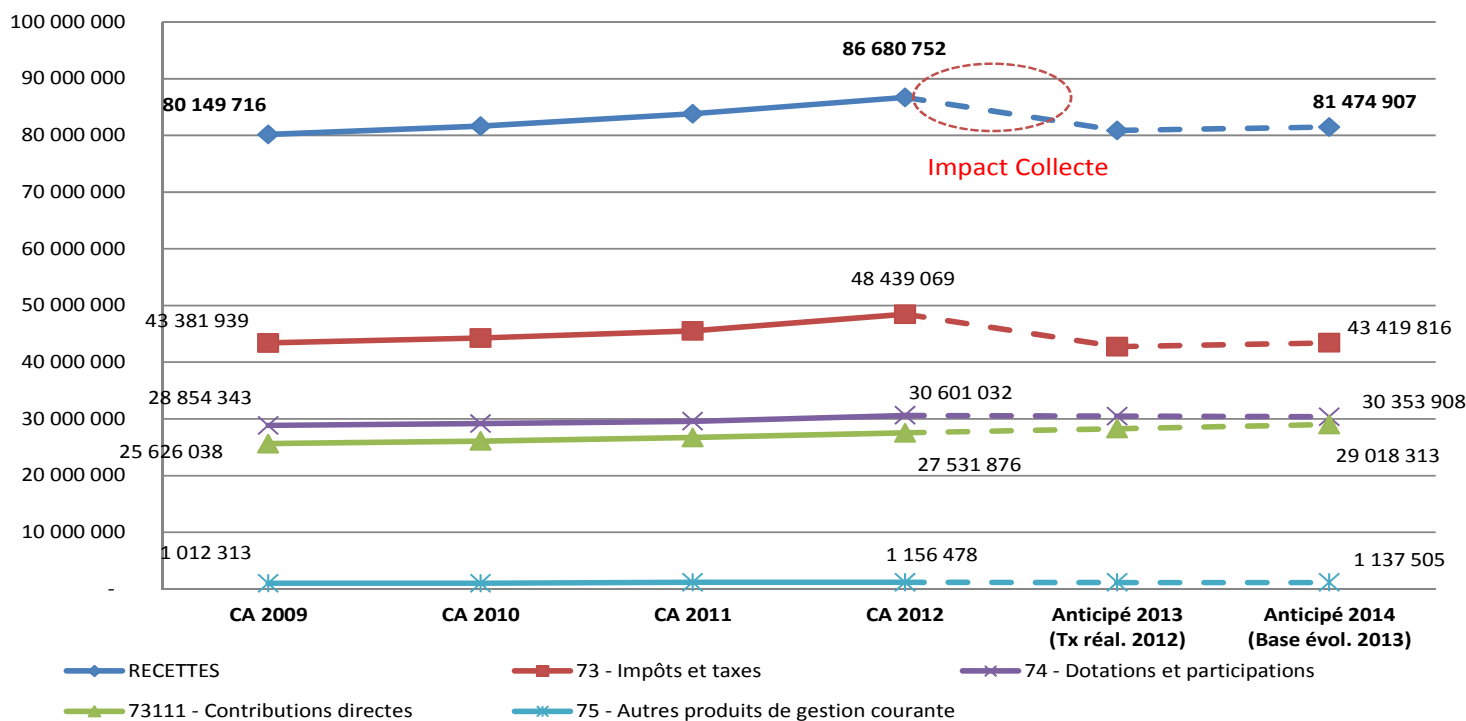 100 000 000
90 000 000
80 000 000
70 000 000
60 000 000
50 000 000
40 000 000
30 000 000
20 000 000
10 000 000
-
80 149 716
86 680 752
81 474 907
Impact Collecte
43 381 939
48 439 069
43 419 816
28 854 343
30 601 032
30 353 908
25 626 038
27 531 876
29 018 313
1 012 313
1 156 478
1 137 505
CA 2009
CA 2010
CA 2011
CA 2012
Anticipé 2013
(Tx réal. 2012)
Anticipé 2014
(Base évol. 2013)
RECETTES
73 - Impôts et taxes
74 - Dotations et participations
73111 - Contributions directes
75 - Autres produits de gestion courante